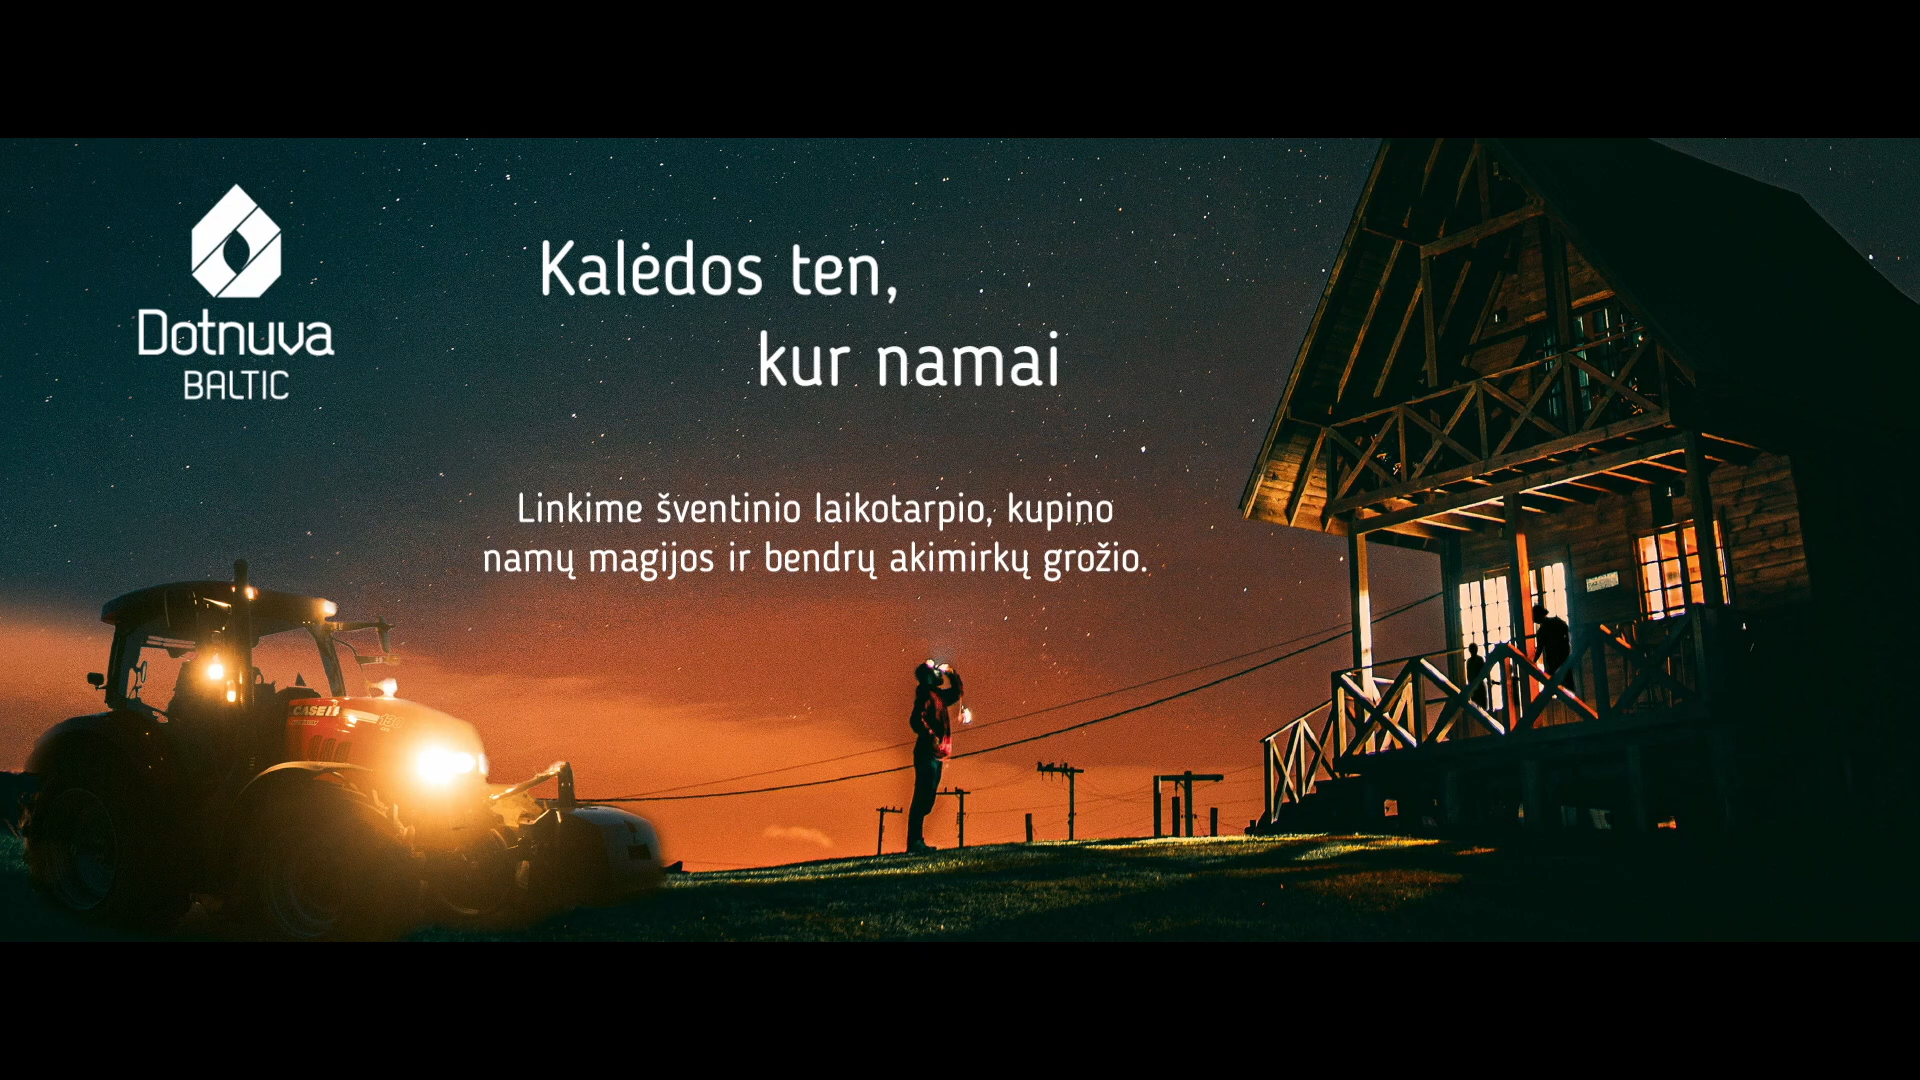 Dotnuva
BALTIC
Kalėdos ten,
kur namai
Linkime šventinio laikotarpio, kupino
namų magijos ir bendrų akimirkų grožio.
CASE IH